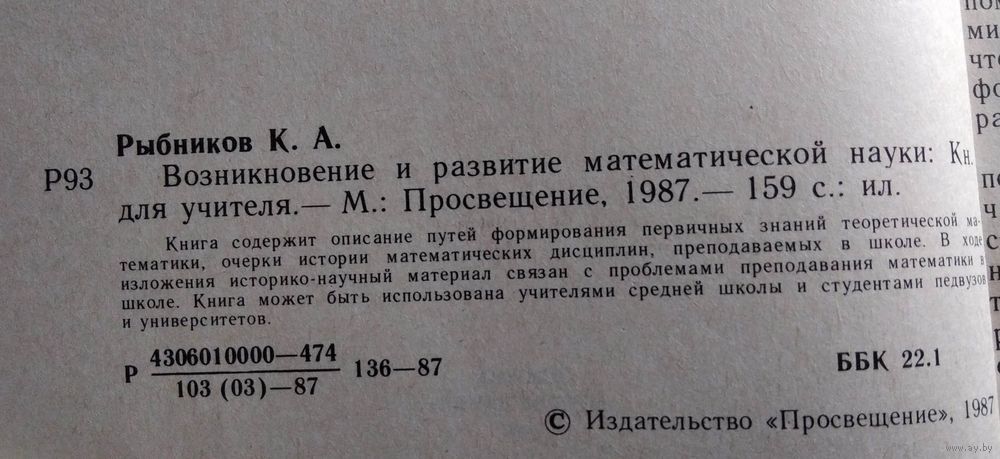 Рыбников К. А.
Р93 Возникновение и развитие математической науки: Кн.
для учителя.— М.: Просвещение, 1987.— 159 с.: ил.
Книга содержит описание путей формирования первичных знаний теоретической ма-
тематики, очерки истории математических дисциплин, преподаваемых в школе. В ходе
изложения историко-научный материал связан с проблемами преподавания математики в
школе. Книга может быть использована учителями средней школы и студентами педвузов
и университетов.
Р 4306010000—474
103 (03)—87 136—87
ББК 22.1
© Издательство «Просвещение», 1987
www.ay.by